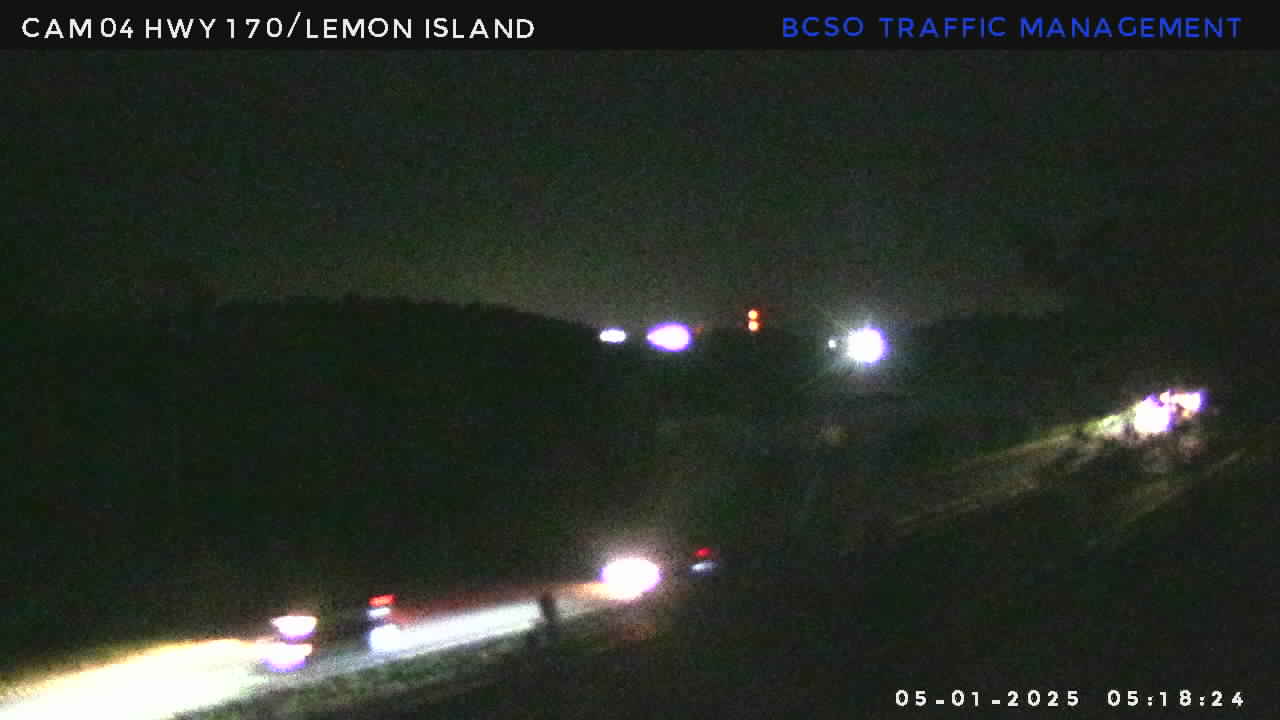 CAM04 HWY 170/LEMON ISLAND
BCSO TRAFFIC MANAGEMENT
05-01-2025 05:18:24